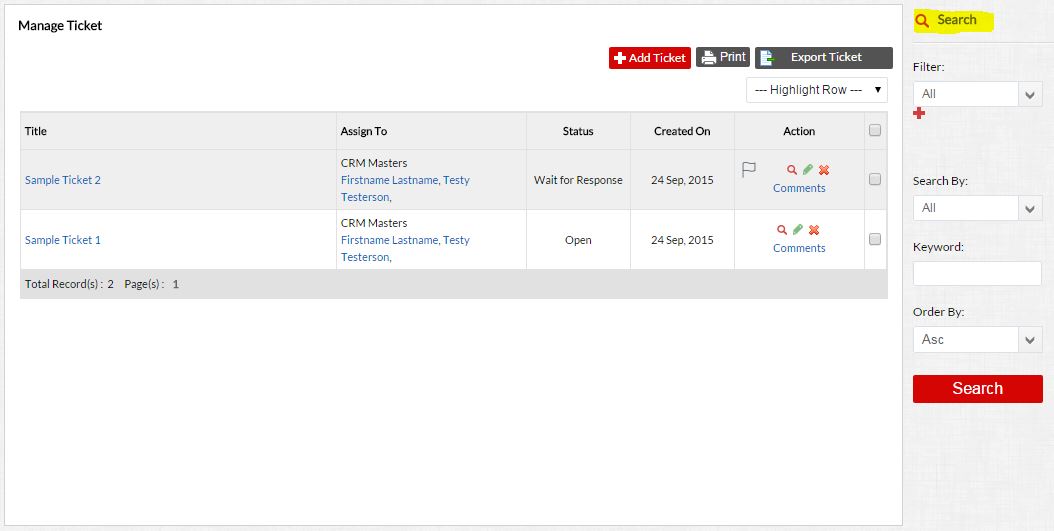 Manage Ticket
Add Ticket Print Export Ticket
--- Highlight Row ---
Title Assign To Status Created On Action
Sample Ticket 2
CRM Masters
Firstname Lastname, Testy
Testerson,
Wait for Response
24 Sep, 2015
Comments
Sample Ticket 1
CRM Masters
Firstname Lastname, Testy
Testerson,
Open
24 Sep, 2015
Comments
Total Record(s) : 2 Page(s) : 1
Search
Filter:
All
Search By:
All
Keyword:
Order By:
Asc
Search